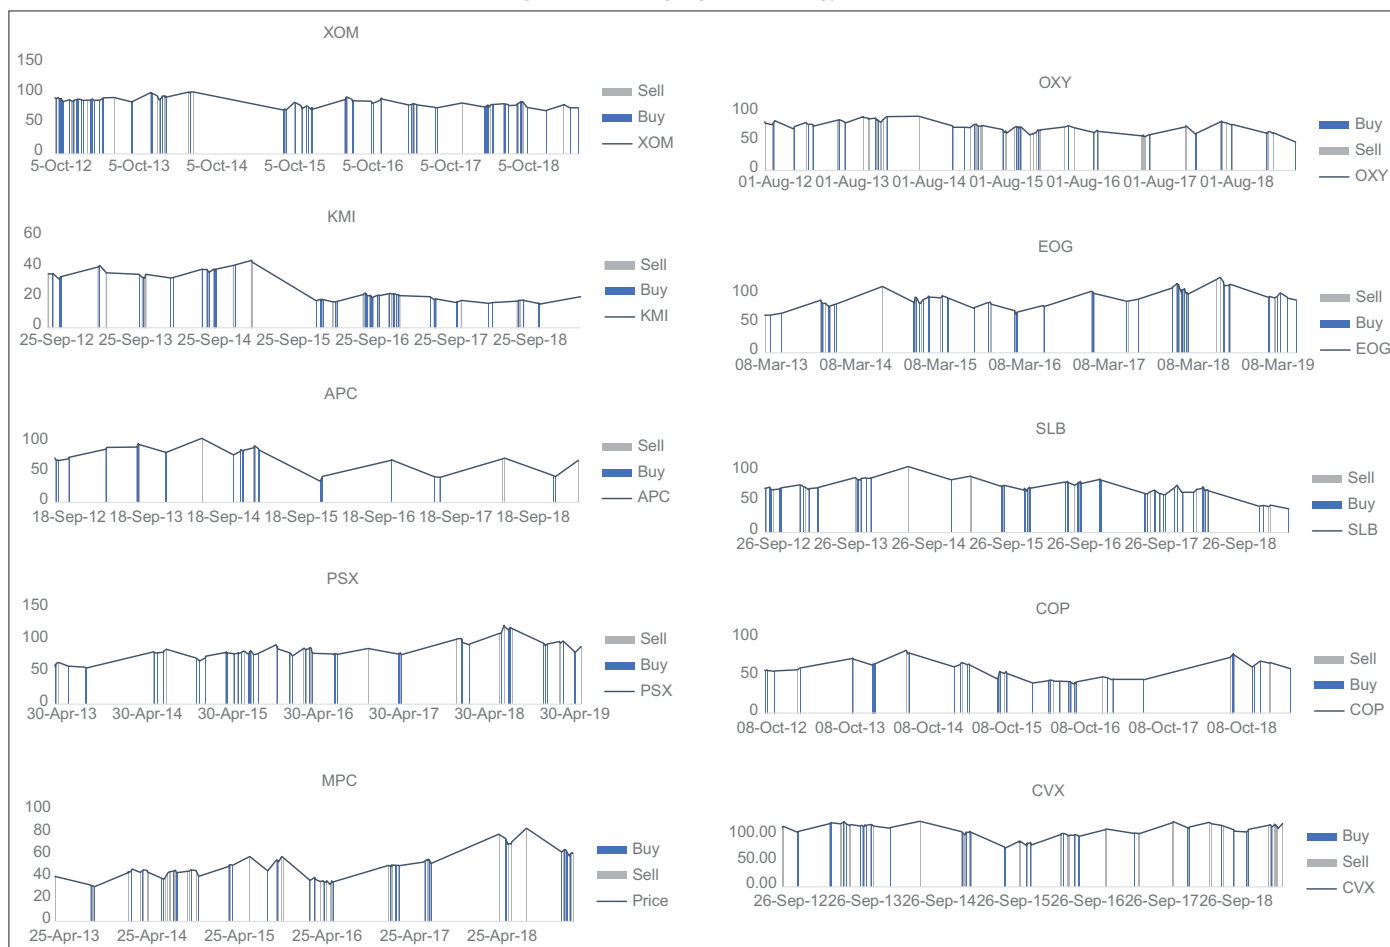 XOM
150
100
50
0
5-Oct-12 5-Oct-13 5-Oct-14 5-Oct-15 5-Oct-16 5-Oct-17 5-Oct-18
Sell
Buy
XOM
KMI
60
40
20
0
25-Sep-12 25-Sep-13 25-Sep-14 25-Sep-15 25-Sep-16 25-Sep-17 25-Sep-18
Sell
Buy
KMI
APC
100
50
0
18-Sep-12 18-Sep-13 18-Sep-14 18-Sep-15 18-Sep-16 18-Sep-17 18-Sep-18
Sell
Buy
APC
PSX
150
100
50
0
30-Apr-13 30-Apr-14 30-Apr-15 30-Apr-16 30-Apr-17 30-Apr-18 30-Apr-19
Sell
Buy
PSX
MPC
100
80
60
40
20
0
25-Apr-13 25-Apr-14 25-Apr-15 25-Apr-16 25-Apr-17 25-Apr-18
Buy
Sell
Price
OXY
100
50
0
01-Aug-12 01-Aug-13 01-Aug-14 01-Aug-15 01-Aug-16 01-Aug-17 01-Aug-18
Buy
Sell
OXY
EOG
100
50
0
08-Mar-13 08-Mar-14 08-Mar-15 08-Mar-16 08-Mar-17 08-Mar-18 08-Mar-19
Sell
Buy
EOG
SLB
100
50
0
26-Sep-12 26-Sep-13 26-Sep-14 26-Sep-15 26-Sep-16 26-Sep-17 26-Sep-18
Sell
Buy
SLB
COP
100
50
0
08-Oct-12 08-Oct-13 08-Oct-14 08-Oct-15 08-Oct-16 08-Oct-17 08-Oct-18
Sell
Buy
COP
CVX
100.00
50.00
0.00
26-Sep-12 26-Sep-13 26-Sep-14 26-Sep-15 26-Sep-16 26-Sep-17 26-Sep-18
Buy
Sell
CVX